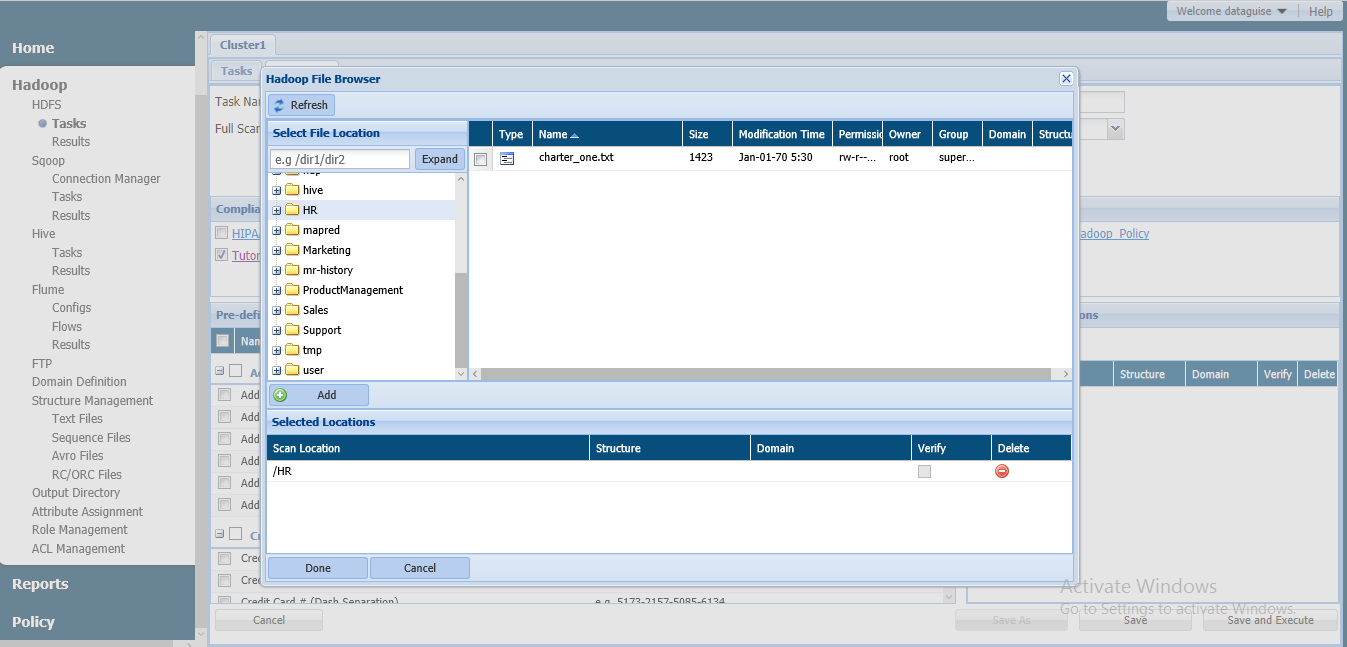 Welcome dataguise Help
Home
Hadoop
HDFS
Tasks
Results
Sqoop
Connection Manager
Tasks
Results
Hive
Tasks
Results
Flume
Configs
Flows
Results
FTP
Domain Definition
Structure Management
Text Files
Sequence Files
Avro Files
RC/ORC Files
Output Directory
Attribute Assignment
Role Management
ACL Management
Reports
Policy
Cluster1
Tasks
Task Nar
Full Scar
Complia
HIPA
Tutor
adoop_Policy
Pre-defi
ons
Nar
Structure Domain Verify Delete
Add
Add
Add
Add
Add
Add
Cre
Cre
Credit Card # (Dash Separation) e.g. 5173-2157-5085-6134
Cancel Save As Save Save and Execute
Hadoop File Browser
Refresh
Select File Location
e.g /dir1/dir2 Expand
hive
HR
mapred
Marketing
mr-history
ProductManagement
Sales
Support
tmp
user
Type Name Size Modification Time Permissic Owner Group Domain Structu
charter_one.txt 1423 Jan-01-70 5:30 rw-r--... root super...
Add
Selected Locations
Scan Location Structure Domain Verify Delete
/HR
Done Cancel
Activate Windows
Go to Settings to activate Windows.